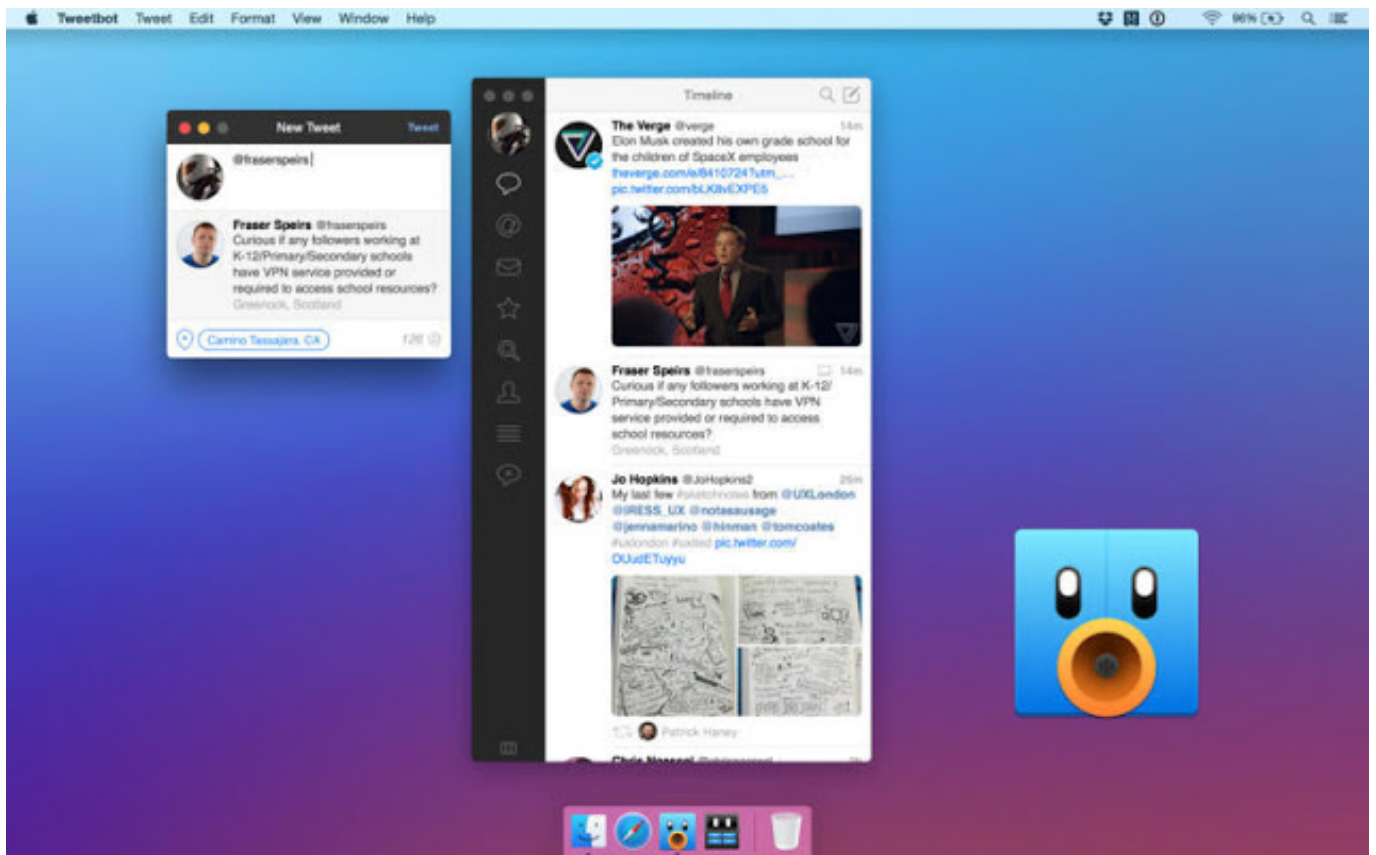 Tweetbot Tweet Edit Format View Window Help
96%
New Tweet
Tweet
@fraserspeirs
Fraser Speirs @fraserspeirs
Curious if any followers working at
K-12/Primary/Secondary schools
have VPN service provided or
required to access school resources?
Greenock, Scotland
Camino Tassajara, CA
126
Timeline
The Verge @verge 14m
Elon Musk created his own grade school for
the children of SpaceX employees
theverge.com/e/8410724?utm_...
pic.twitter.com/bLK8vEXPE5
Fraser Speirs @fraserspeirs 14m
Curious if any followers working at K-12/
Primary/Secondary schools have VPN
service provided or required to access
school resources?
Greenock, Scotland
Jo Hopkins @JoHopkins2 25m
My last few #sketchnotes from @UXLondon
@IRESS_UX @notasausage
@jennamarino @hinman @tomcoates
#uxlondon #uxlted pic.twitter.com/
OUudETuyyu
Patrick Haney